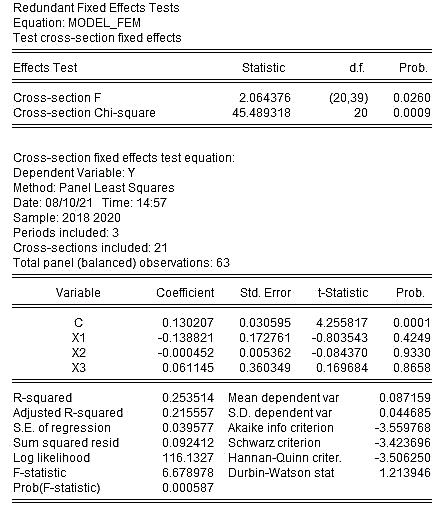 Redundant Fixed Effects Tests
Equation: MODEL_FEM
Test cross-section fixed effects
Effects Test Statistic d.f. Prob.
Cross-section F 2.064376 (20,39) 0.0260
Cross-section Chi-square 45.489318 20 0.0009
Cross-section fixed effects test equation:
Dependent Variable: Y
Method: Panel Least Squares
Date: 08/10/21 Time: 14:57
Sample: 2018 2020
Periods included: 3
Cross-sections included: 21
Total panel (balanced) observations: 63
Variable Coefficient Std. Error t-Statistic Prob.
C 0.130207 0.030595 4.255817 0.0001
X1 -0.138821 0.172761 -0.803543 0.4249
X2 -0.000452 0.005362 -0.084370 0.9330
X3 0.061145 0.360349 0.169684 0.8658
R-squared 0.253514 Mean dependent var 0.087159
Adjusted R-squared 0.215557 S.D. dependent var 0.044685
S.E. of regression 0.039577 Akaike info criterion -3.559768
Sum squared resid 0.092412 Schwarz criterion -3.423696
Log likelihood 116.1327 Hannan-Quinn criter. -3.506250
F-statistic 6.678978 Durbin-Watson stat 1.213946
Prob(F-statistic) 0.000587